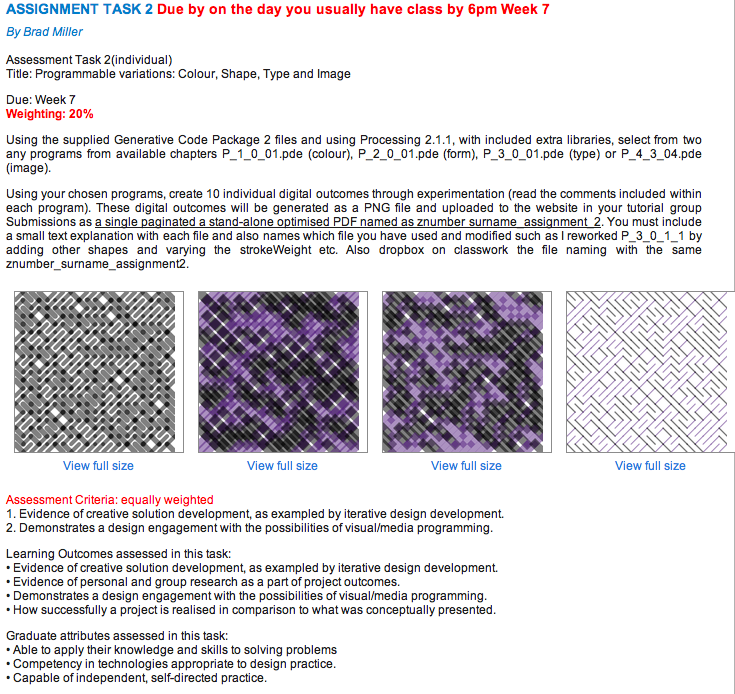 ASSIGNMENT TASK 2 Due by on the day you usually have class by 6pm Week 7
By Brad Miller
Assessment Task 2(individual)
Title: Programmable variations: Colour, Shape, Type and Image
Due: Week 7
Weighting: 20%
Using the supplied Generative Code Package 2 files and using Processing 2.1.1, with included extra libraries, select from two
any programs from available chapters P_1_0_01.pde (colour), P_2_0_01.pde (form), P_3_0_01.pde (type) or P_4_3_04.pde
(image).
Using your chosen programs, create 10 individual digital outcomes through experimentation (read the comments included within
each program). These digital outcomes will be generated as a PNG file and uploaded to the website in your tutorial group
Submissions as a single paginated a stand-alone optimised PDF named as znumber_surname_assignment_2. You must include
a small text explanation with each file and also names which file you have used and modified such as I reworked P_3_0_1_1 by
adding other shapes and varying the strokeWeight etc. Also dropbox on classwork the file naming with the same
znumber_surname_assignment2.
View full size View full size View full size View full size
Assessment Criteria: equally weighted
1. Evidence of creative solution development, as exampled by iterative design development.
2. Demonstrates a design engagement with the possibilities of visual/media programming.
Learning Outcomes assessed in this task:
• Evidence of creative solution development, as exampled by iterative design development.
• Evidence of personal and group research as a part of project outcomes.
• Demonstrates a design engagement with the possibilities of visual/media programming.
• How successfully a project is realised in comparison to what was conceptually presented.
Graduate attributes assessed in this task:
• Able to apply their knowledge and skills to solving problems
• Competency in technologies appropriate to design practice.
• Capable of independent, self-directed practice.